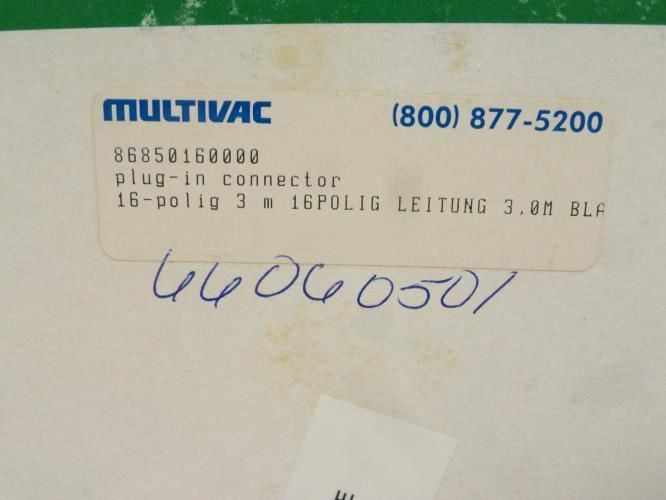 MULTIVAC (800) 877-5200
86850160000
plug-in connector
16-polig 3 m 16POLIG LEITUNG 3,0M BLA
66060501